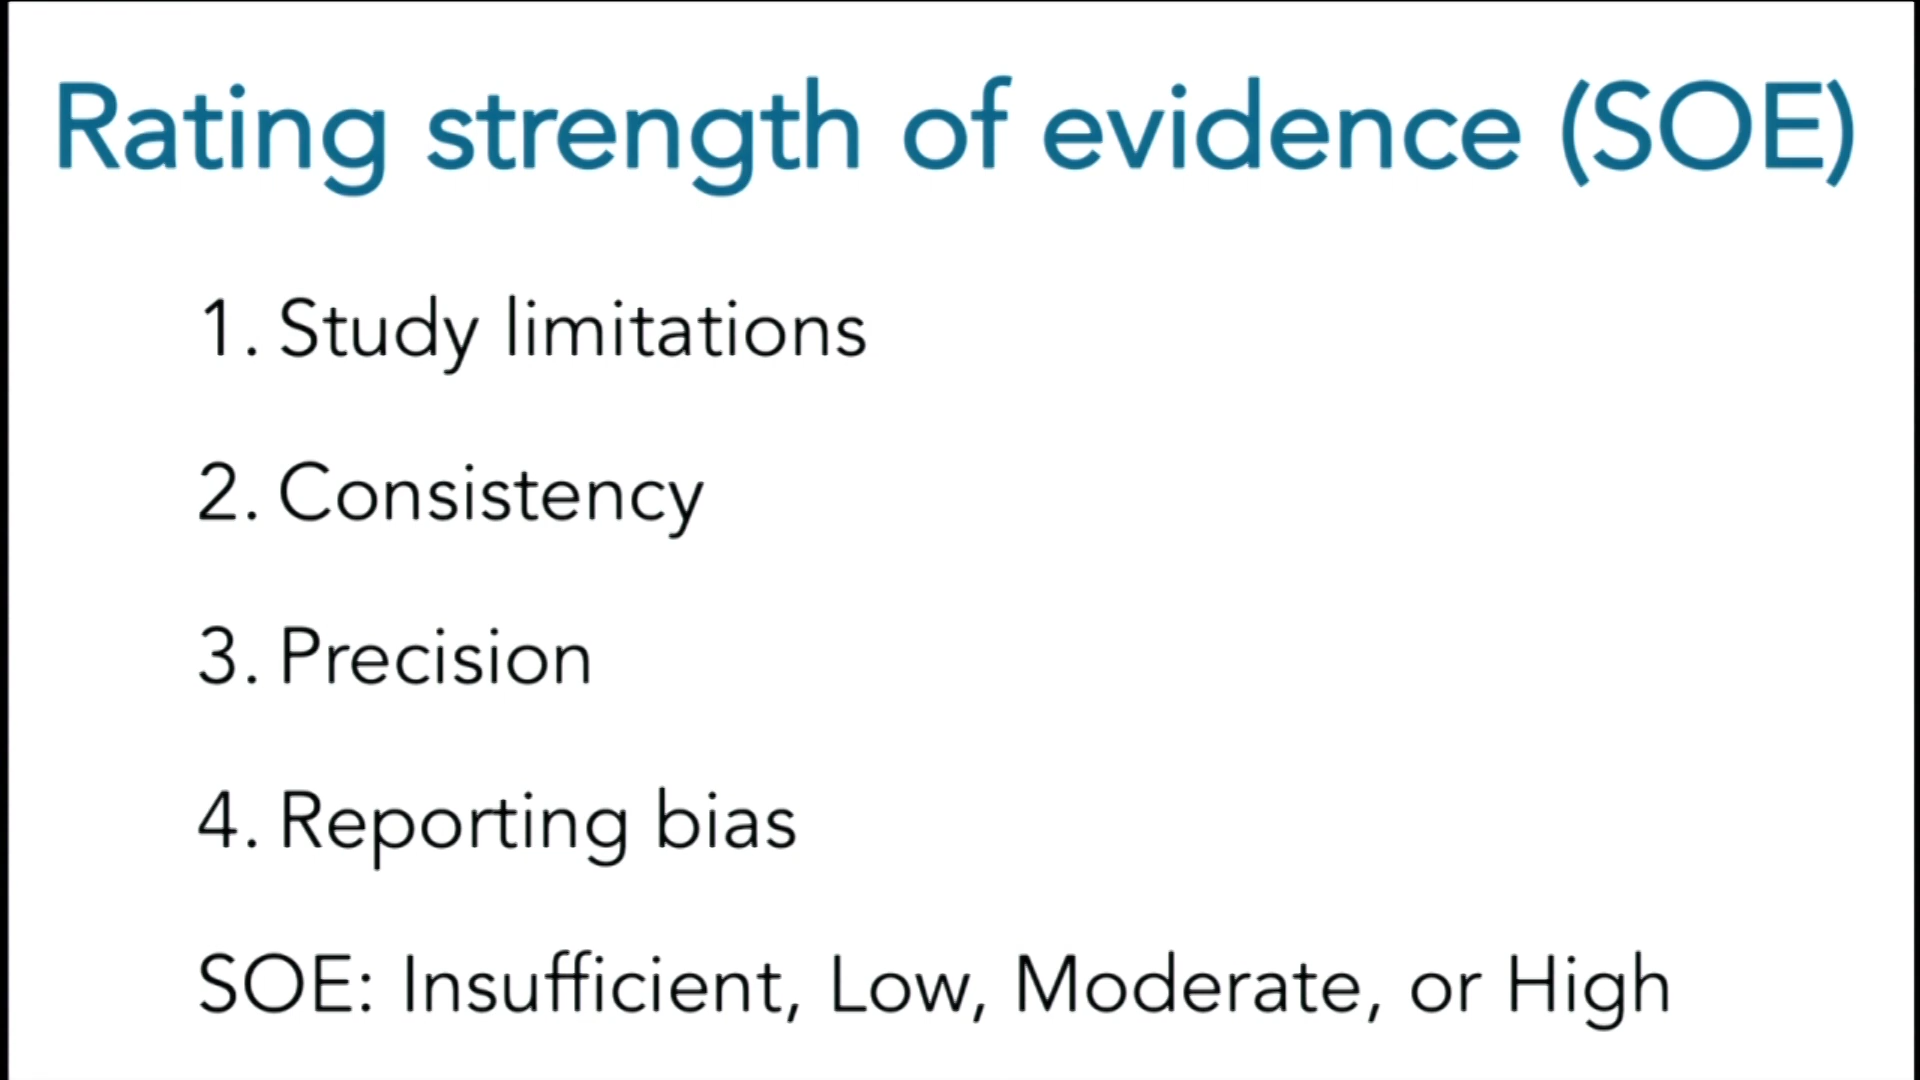 Rating strength of evidence (SOE)
1. Study limitations
2. Consistency
3. Precision
4. Reporting bias
SOE: Insufficient, Low, Moderate, or High